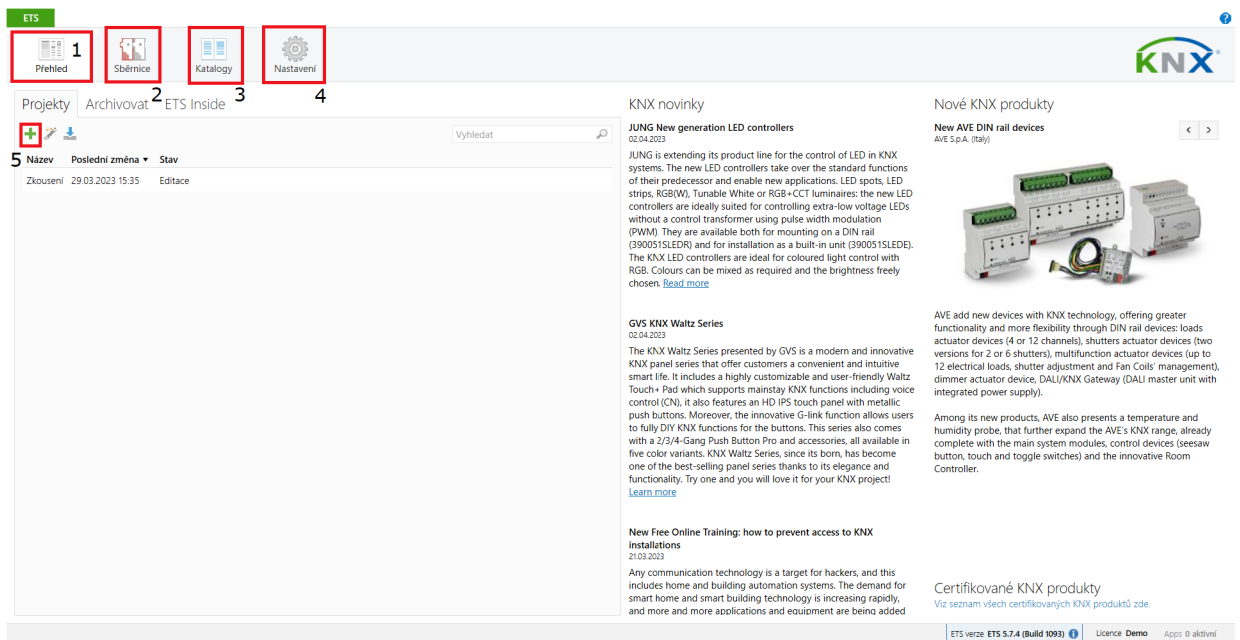 ETS
1
Přehled
Sběrnice
2
Katalogy
3
Nastavení
4
KNX
Projekty Archivovat ETS Inside
Vyhledat
5
Název Poslední změna Stav
Zkousení 29.03.2023 15:35 Editace
KNX novinky
JUNG New generation LED controllers
02.04.2023
JUNG is extending its product line for the control of LED in KNX
systems. The new LED controllers take over the standard functions
of their predecessor and enable new applications. LED spots, LED
strips, RGB(W), Tunable White or RGB+CCT luminaires: the new LED
controllers are ideally suited for controlling extra-low voltage LEDs
without a control transformer using pulse width modulation
(PWM). They are available both for mounting on a DIN rail
(390051SLEDR) and for installation as a built-in unit (390051SLEDE).
The KNX LED controllers are ideal for coloured light control with
RGB. Colours can be mixed as required and the brightness freely
chosen. Read more
GVS KNX Waltz Series
02.04.2023
The KNX Waltz Series presented by GVS is a modern and innovative
KNX panel series that offer customers a convenient and intuitive
smart life. It includes a highly customizable and user-friendly Waltz
Touch+ Pad which supports mainstay KNX functions including voice
control (CN), it also features an HD IPS touch panel with metallic
push buttons. Moreover, the innovative G-link function allows users
to fully DIY KNX functions for the buttons. This series also comes
with a 2/3/4-Gang Push Button Pro and accessories, all available in
five color variants. KNX Waltz Series, since its born, has become
one of the best-selling panel series thanks to its elegance and
functionality. Try one and you will love it for your KNX project!
Learn more
New Free Online Training: how to prevent access to KNX
installations
21.03.2023
Any communication technology is a target for hackers, and this
includes home and building automation systems. The demand for
smart home and smart building technology is increasing rapidly,
and more and more applications and equipment are being added
Nové KNX produkty
New AVE DIN rail devices
AVE S.p.A. (Italy)
AVE add new devices with KNX technology, offering greater
functionality and more flexibility through DIN rail devices: loads
actuator devices (4 or 12 channels), shutters actuator devices (two
versions for 2 or 6 shutters), multifunction actuator devices (up to
12 electrical loads, shutter adjustment and Fan Coils' management),
dimmer actuator device, DALI/KNX Gateway (DALI master unit with
integrated power supply).
Among its new products, AVE also presents a temperature and
humidity probe, that further expand the AVE's KNX range, already
complete with the main system modules, control devices (seesaw
button, touch and toggle switches) and the innovative Room
Controller.
Certifikované KNX produkty
Viz seznam všech certifikovaných KNX produktů zde.
ETS verze ETS 5.7.4 (Build 1093) Licence Demo Apps 0 aktivní